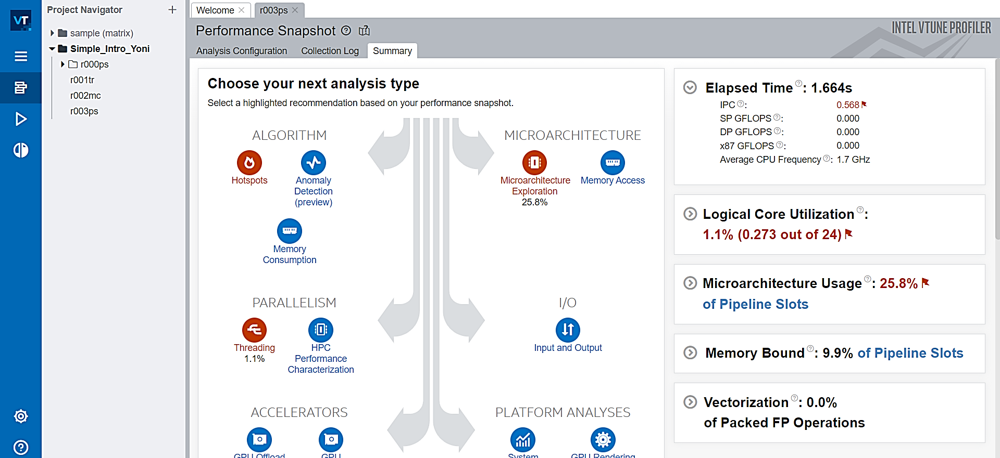 VT
Project Navigator
sample (matrix)
Simple_Intro_Yoni
r000ps
r001tr
r002mc
r003ps
Welcome
r003ps
Performance Snapshot
INTEL VTUNE PROFILER
Analysis Configuration
Collection Log
Summary
Choose your next analysis type
Select a highlighted recommendation based on your performance snapshot.
ALGORITHM
Hotspots
Anomaly
Detection
(preview)
Memory
Consumption
MICROARCHITECTURE
Microarchitecture
Exploration
25.8%
Memory Access
PARALLELISM
Threading
1.1%
HPC
Performance
Characterization
I/O
Input and Output
ACCELERATORS
GPU Offload
GPU
PLATFORM ANALYSES
System
GPU Rendering
Elapsed Time ?: 1.664s
IPC ?: 0.568
SP GFLOPS ?: 0.000
DP GFLOPS ?: 0.000
x87 GFLOPS ?: 0.000
Average CPU Frequency ?: 1.7 GHz
Logical Core Utilization ?:
1.1% (0.273 out of 24)
Microarchitecture Usage ?: 25.8%
of Pipeline Slots
Memory Bound ?: 9.9% of Pipeline Slots
Vectorization ?: 0.0%
of Packed FP Operations